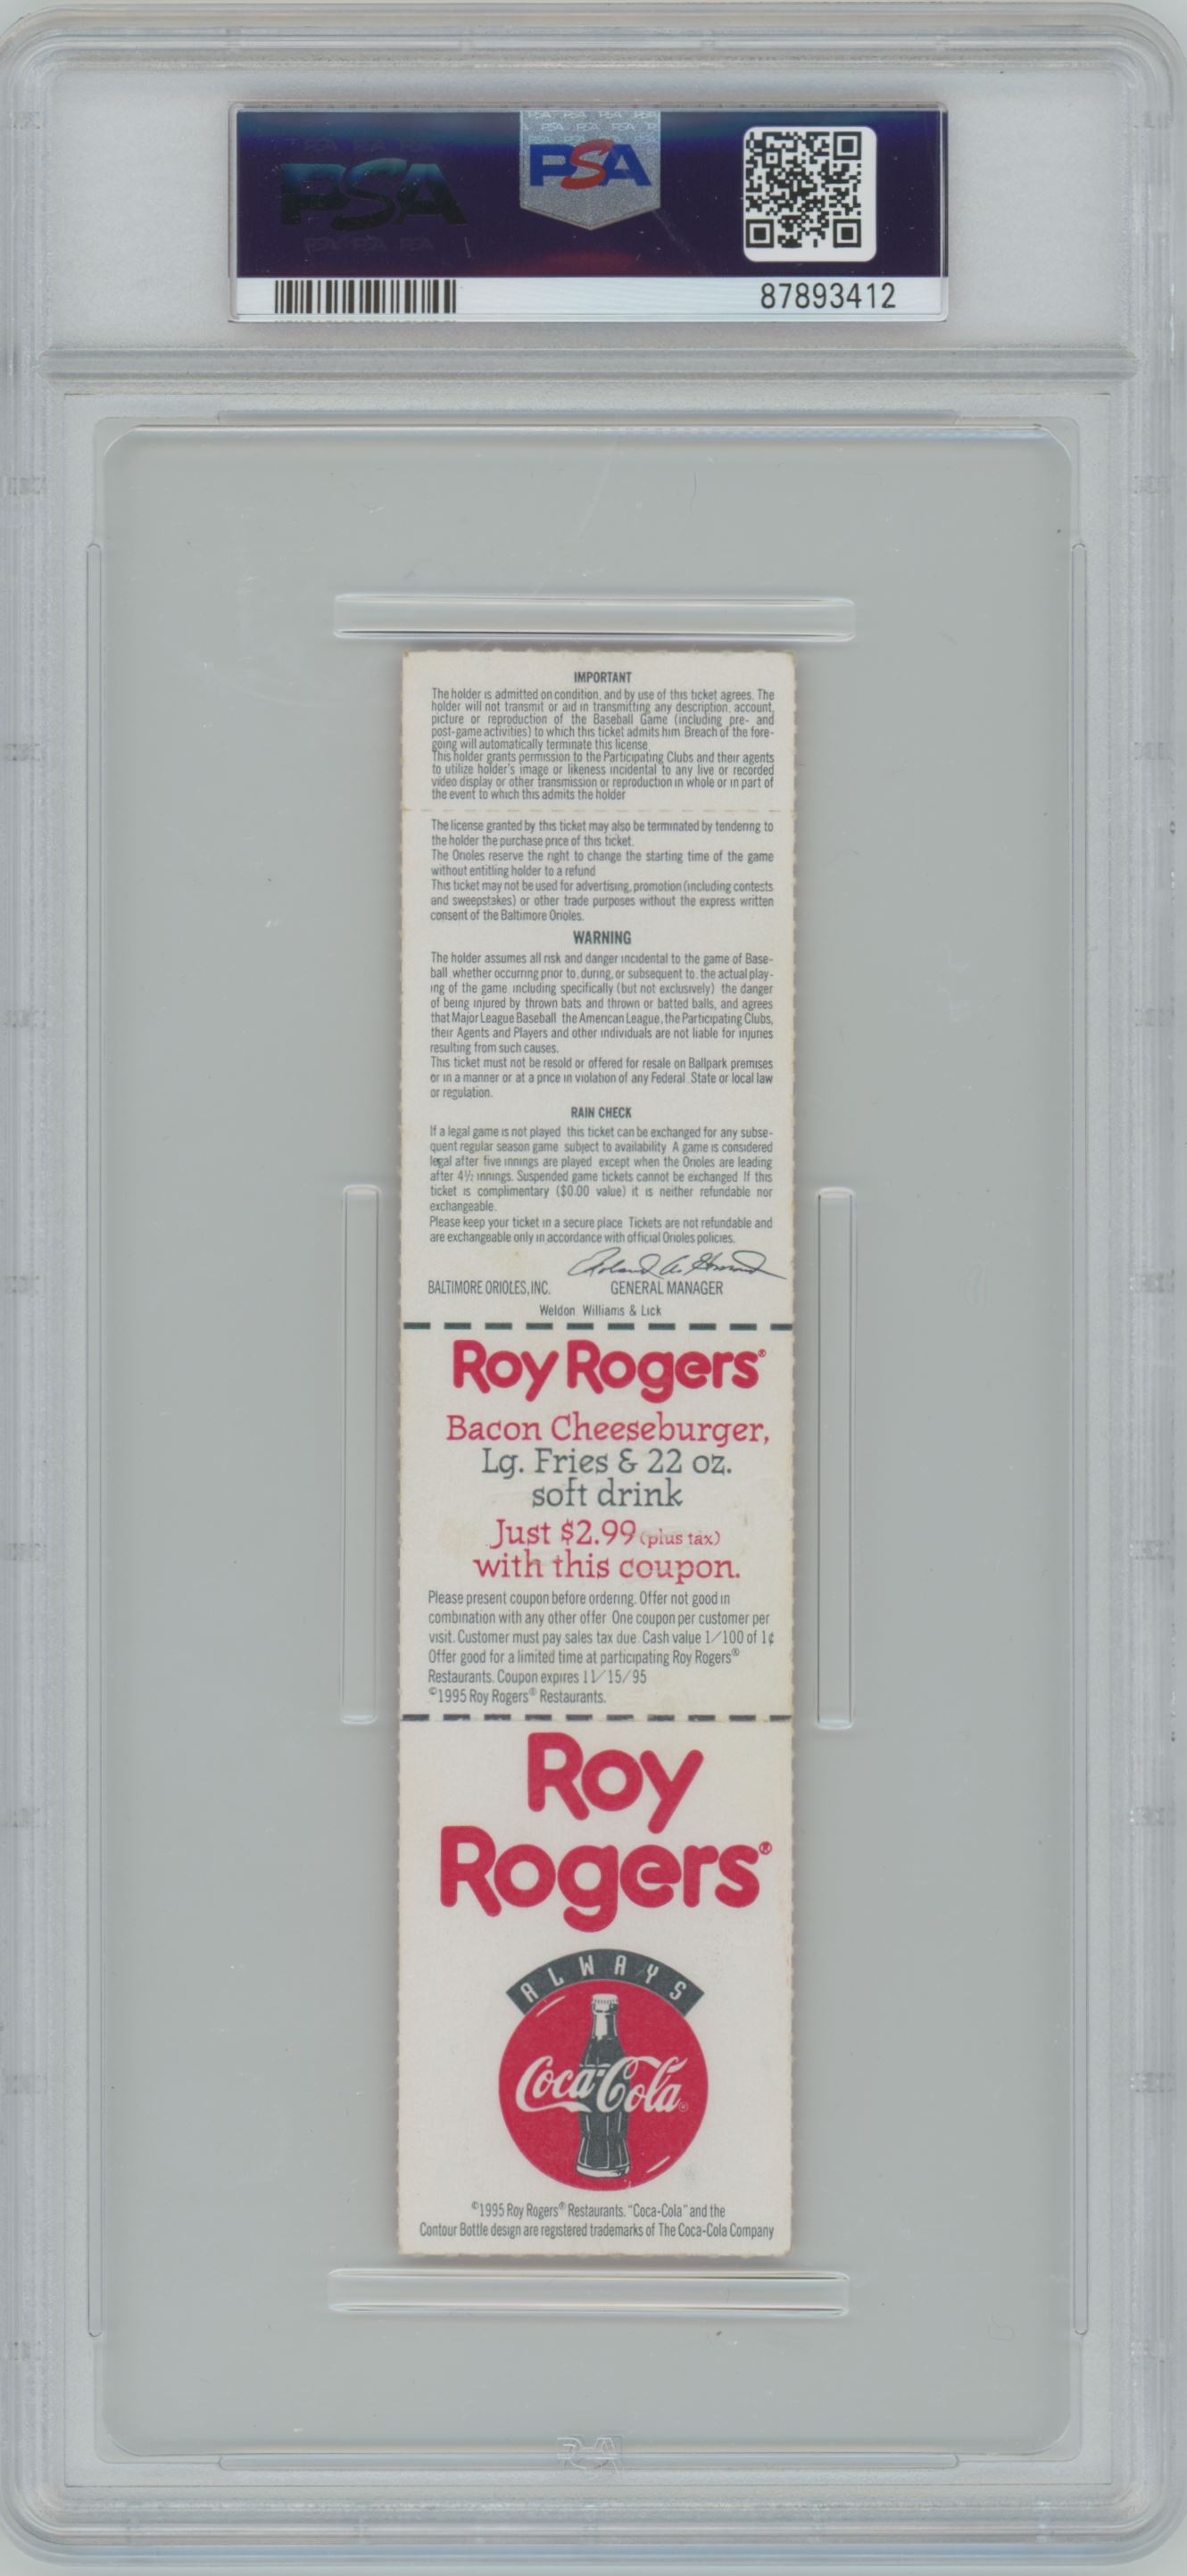 PSA
PSA
87893412
IMPORTANT
The holder is admitted on condition, and by use of this ticket agrees. The
holder will not transmit or aid in transmitting any description, account,
picture or reproduction of the Baseball Game (including pre- and
post-game activities) to which this ticket admits him Breach of the fore-
going will automatically terminate this license
This holder grants permission to the Participating Clubs and their agents
to utilize holder's image or likeness incidental to any live or recorded
video display or other transmission or reproduction in whole or in part of
the event to which this admits the holder
The license granted by this ticket may also be terminated by tendering to
the holder the purchase price of this ticket.
The Orioles reserve the right to change the starting time of the game
without entitling holder to a refund
This ticket may not be used for advertising, promotion (including contests
and sweepstakes) or other trade purposes without the express written
consent of the Baltimore Orioles.
WARNING
The holder assumes all risk and danger incidental to the game of Base-
ball whether occurring prior to, during, or subsequent to, the actual play-
ing of the game, including specifically (but not exclusively) the danger
of being injured by thrown bats and thrown or batted balls, and agrees
that Major League Baseball the American League, the Participating Clubs,
their Agents and Players and other individuals are not liable for injuries
resulting from such causes.
This ticket must not be resold or offered for resale on Ballpark premises
or in a manner or at a price in violation of any Federal State or local law
or regulation.
RAIN CHECK
If a legal game is not played this ticket can be exchanged for any subse-
quent regular season game subject to availability A game is considered
legal after five innings are played except when the Orioles are leading
after 4½ innings. Suspended game tickets cannot be exchanged If this
ticket is complimentary ($0.00 value) it is neither refundable nor
exchangeable.
Please keep your ticket in a secure place Tickets are not refundable and
are exchangeable only in accordance with official Orioles policies.
BALTIMORE ORIOLES, INC. GENERAL MANAGER
Weldon Williams & Lick
Roy Rogers®
Bacon Cheeseburger,
Lg. Fries & 22 oz.
soft drink
Just $2.99 (plus tax)
with this coupon.
Please present coupon before ordering. Offer not good in
combination with any other offer One coupon per customer per
visit. Customer must pay sales tax due Cash value 1/100 of 1¢
Offer good for a limited time at participating Roy Rogers®
Restaurants. Coupon expires 11/15/95
©1995 Roy Rogers® Restaurants.
Roy
Rogers®
ALWAYS
Coca-Cola®
©1995 Roy Rogers® Restaurants. "Coca-Cola" and the
Contour Bottle design are registered trademarks of The Coca-Cola Company